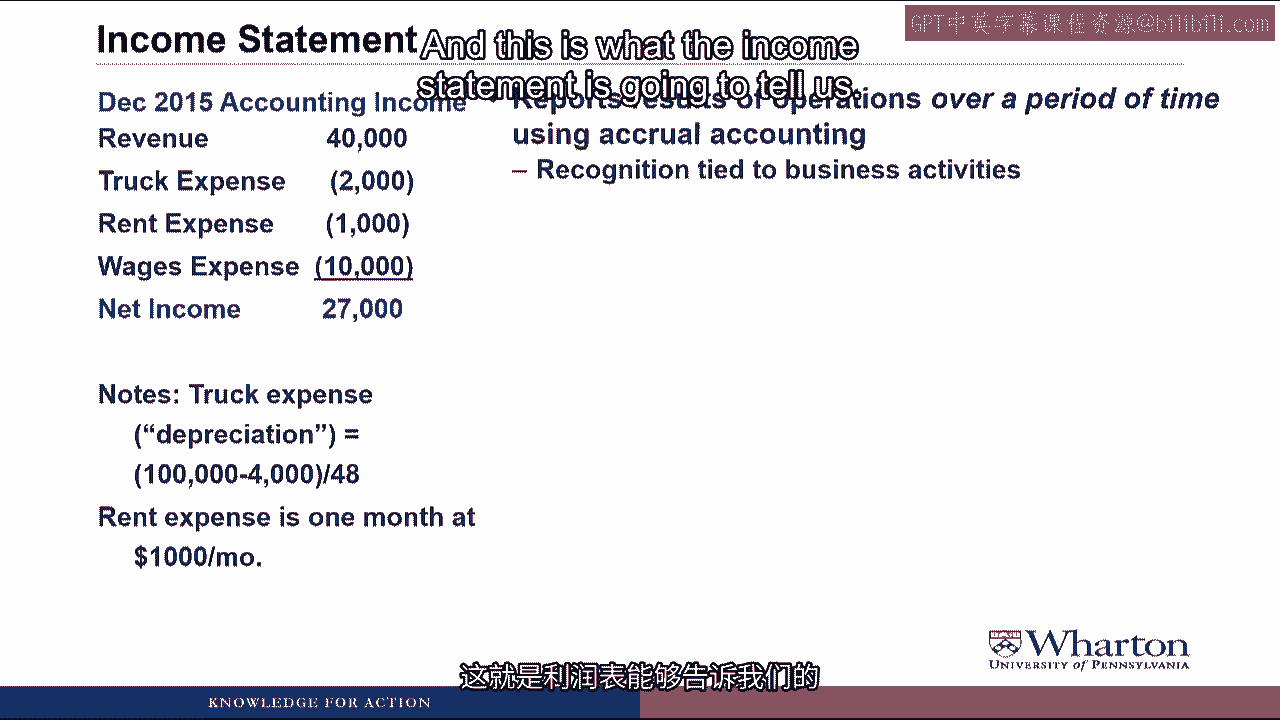 GPT中英字幕课程资源@bilibili.com
Income Statement
And this is what the income
statement is going to tell us.
Dec 2015 Accounting Income
Reports results of operations over a period of time
using accrual accounting
– Recognition tied to business activities
Revenue 40,000
Truck Expense (2,000)
Rent Expense (1,000)
Wages Expense (10,000)
Net Income 27,000
Notes: Truck expense
(“depreciation”) =
(100,000-4,000)/48
Rent expense is one month at
$1000/mo.
Wharton
UNIVERSITY of PENNSYLVANIA
这就是利润表能够告诉我们的
KNOWLEDGE FOR ACTION